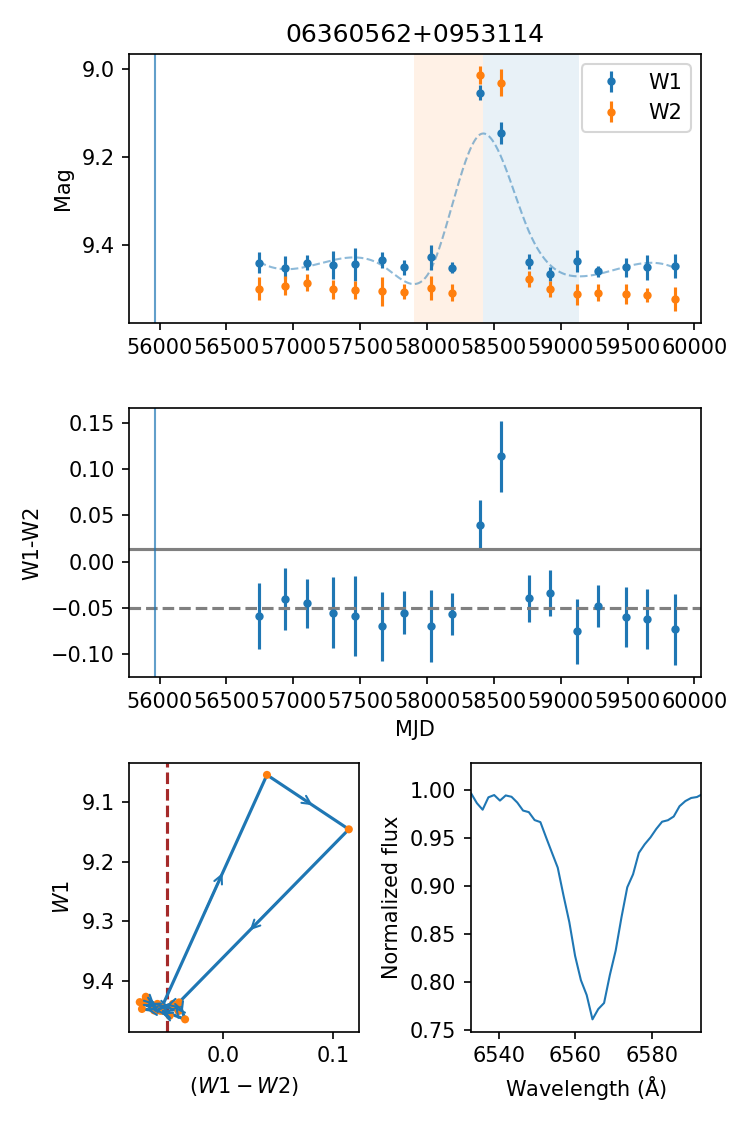 06360562+0953114
9.0
9.2
9.4
Mag
W1
W2
56000 56500 57000 57500 58000 58500 59000 59500 60000
0.15
0.10
0.05
0.00
−0.05
−0.10
W1-W2
56000 56500 57000 57500 58000 58500 59000 59500 60000
MJD
9.1
9.2
9.3
9.4
W1
0.0 0.1
(W1 − W2)
1.00
0.95
0.90
0.85
0.80
0.75
Normalized flux
6540 6560 6580
Wavelength (Å)